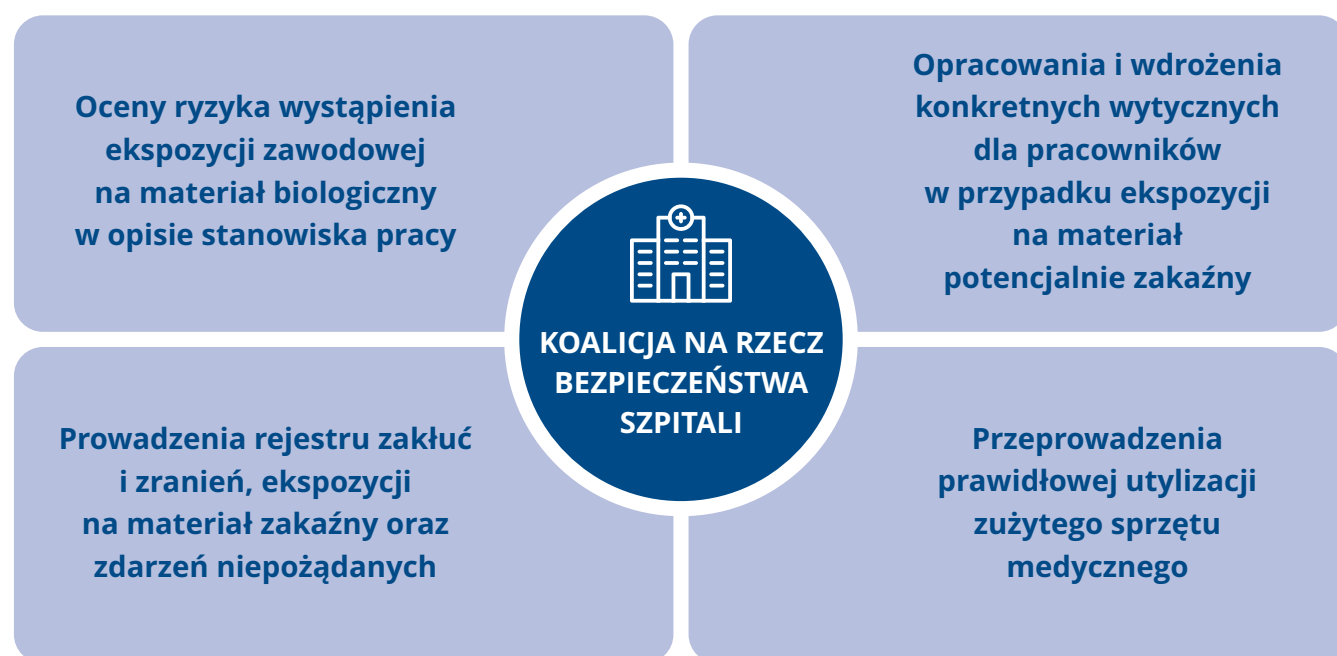 Oceny ryzyka wystąpienia
ekspozycji zawodowej
na materiał biologiczny
w opisie stanowiska pracy
Opracowania i wdrożenia
konkretnych wytycznych
dla pracowników
w przypadku ekspozycji
na materiał
potencjalnie zakaźny
KOALICJA NA RZECZ
BEZPIECZEŃSTWA
SZPITALI
Prowadzenia rejestru zakłuć
i zranień, ekspozycji
na materiał zakaźny oraz
zdarzeń niepożądanych
Przeprowadzenia
prawidłowej utylizacji
zużytego sprzętu
medycznego